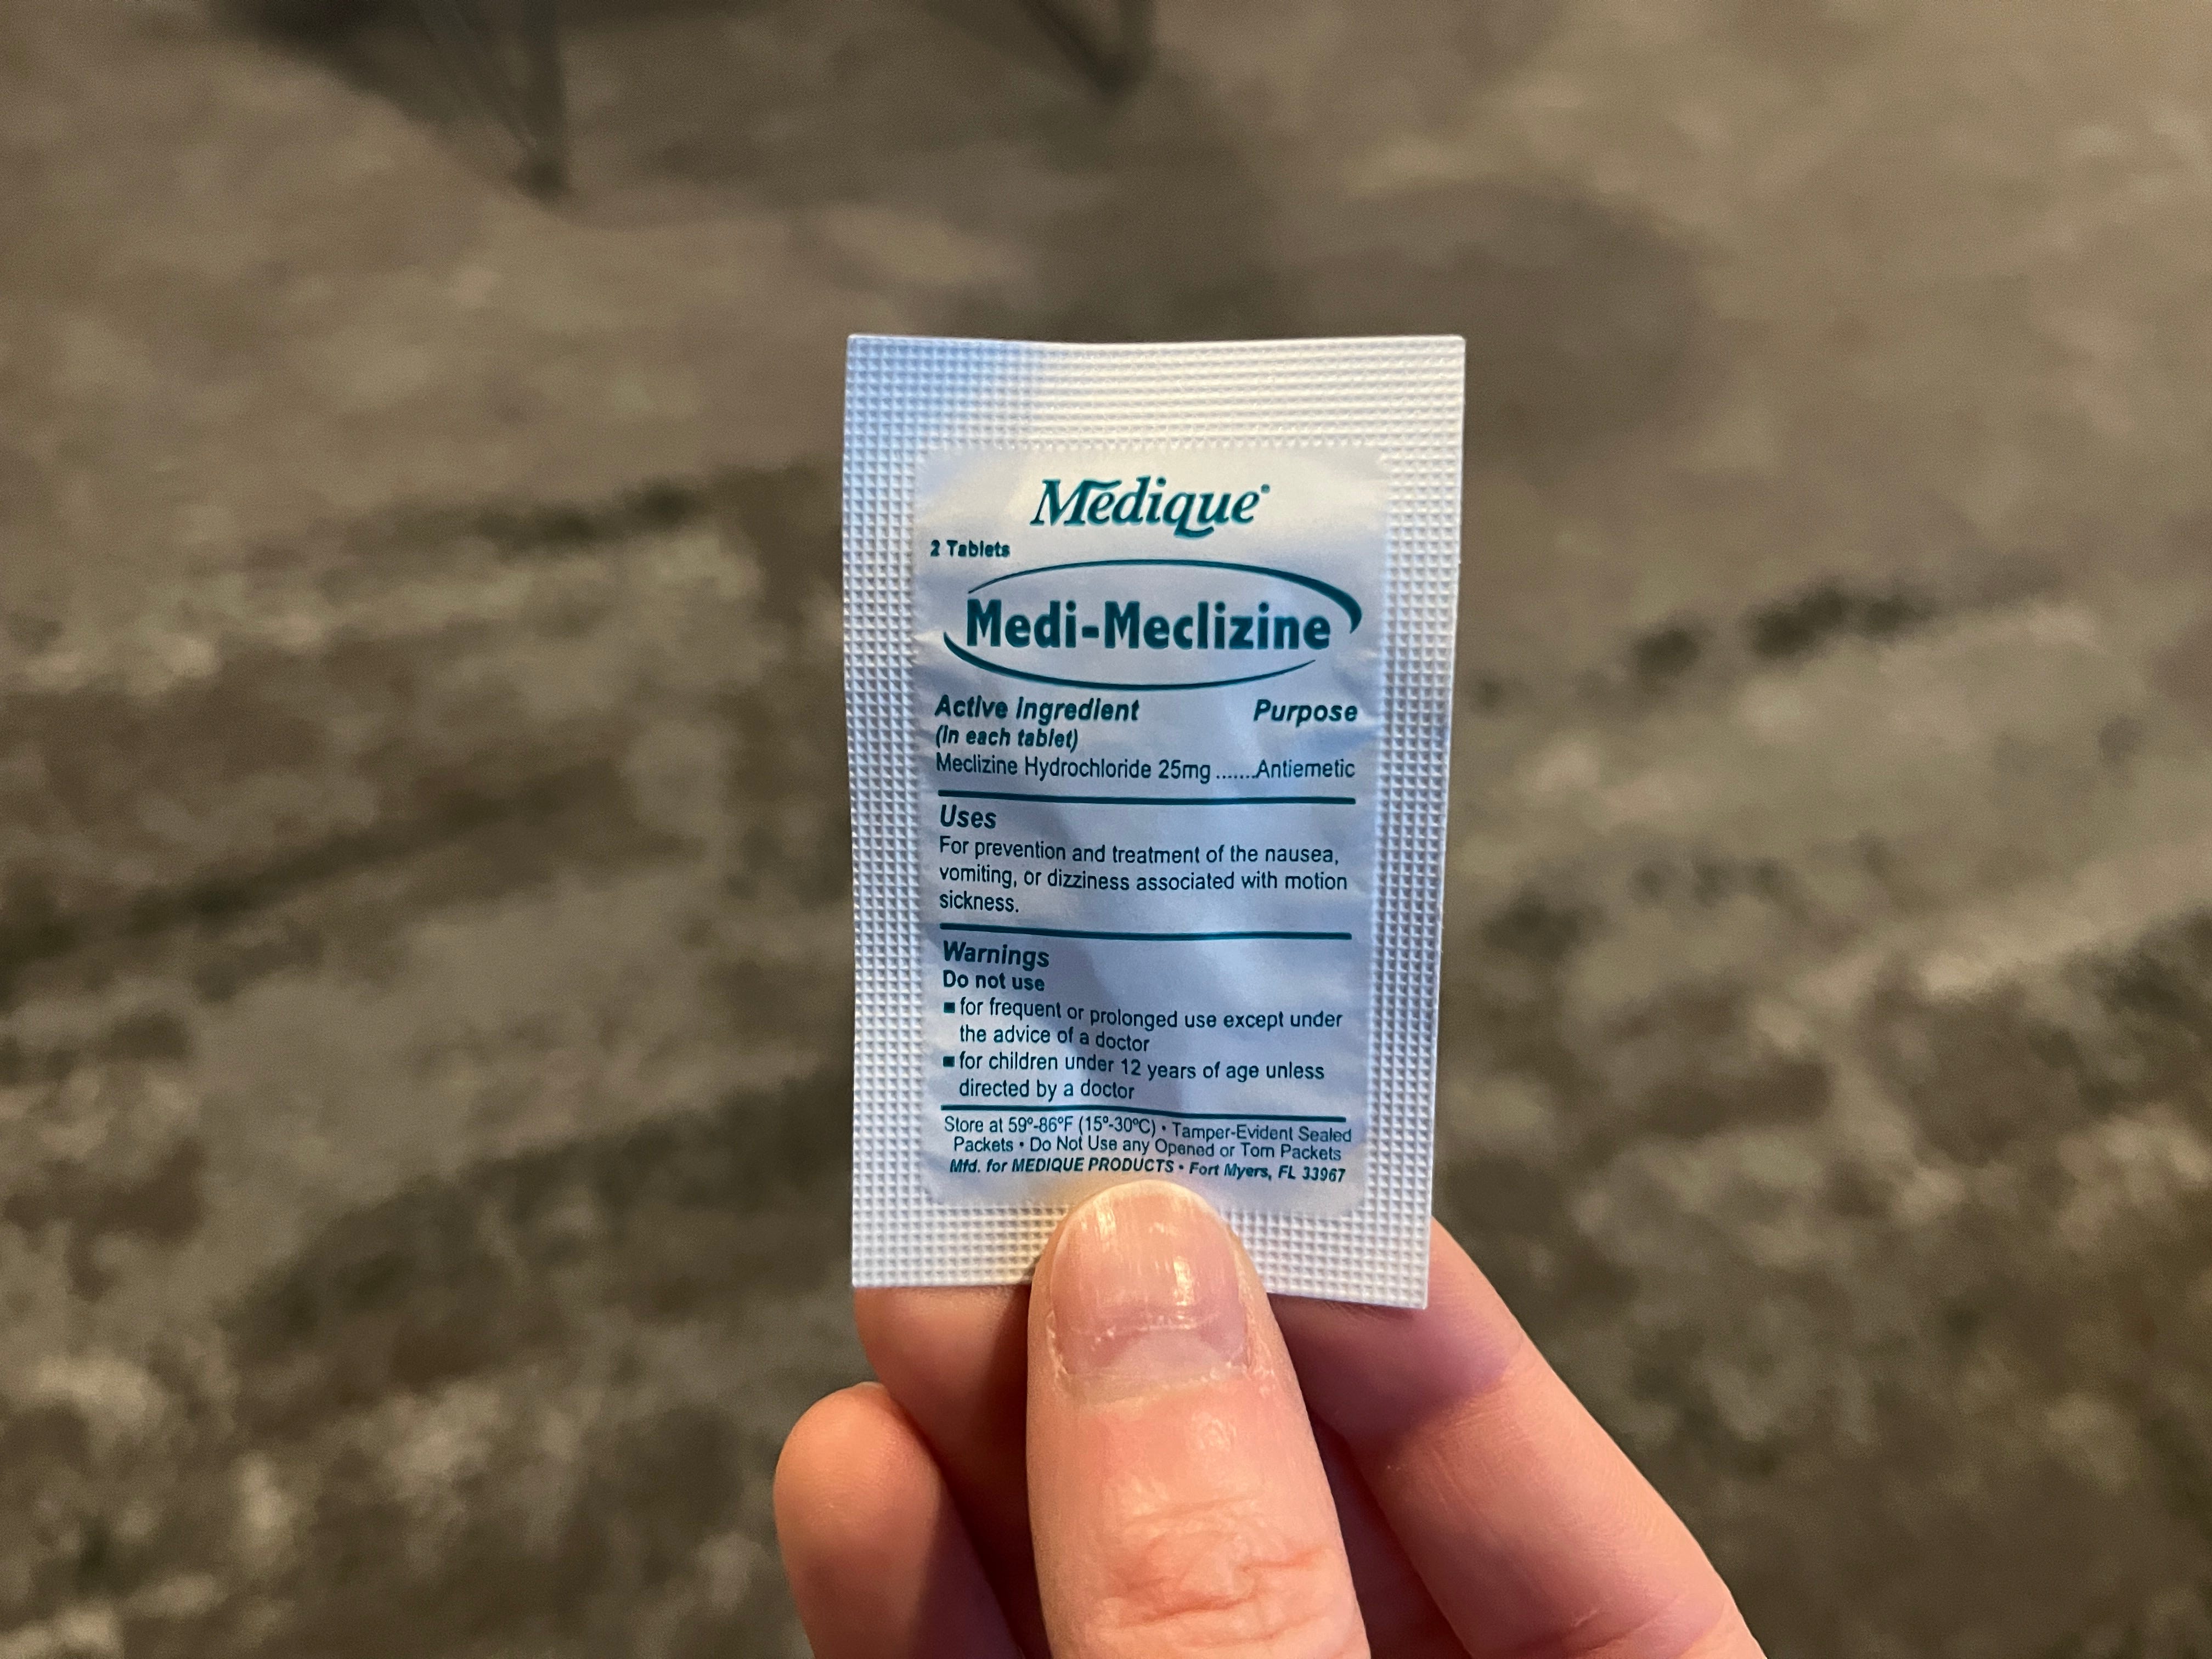 Medique®
2 Tablets
Medi-Meclizine
Active Ingredient Purpose
(in each tablet)
Meclizine Hydrochloride 25mg .......Antiemetic
Uses
For prevention and treatment of the nausea,
vomiting, or dizziness associated with motion
sickness.
Warnings
Do not use
■ for frequent or prolonged use except under
the advice of a doctor
■ for children under 12 years of age unless
directed by a doctor
Store at 59º-86ºF (15º-30ºC) • Tamper-Evident Sealed
Packets • Do Not Use any Opened or Torn Packets
Mfd. for MEDIQUE PRODUCTS • Fort Myers, FL 33967